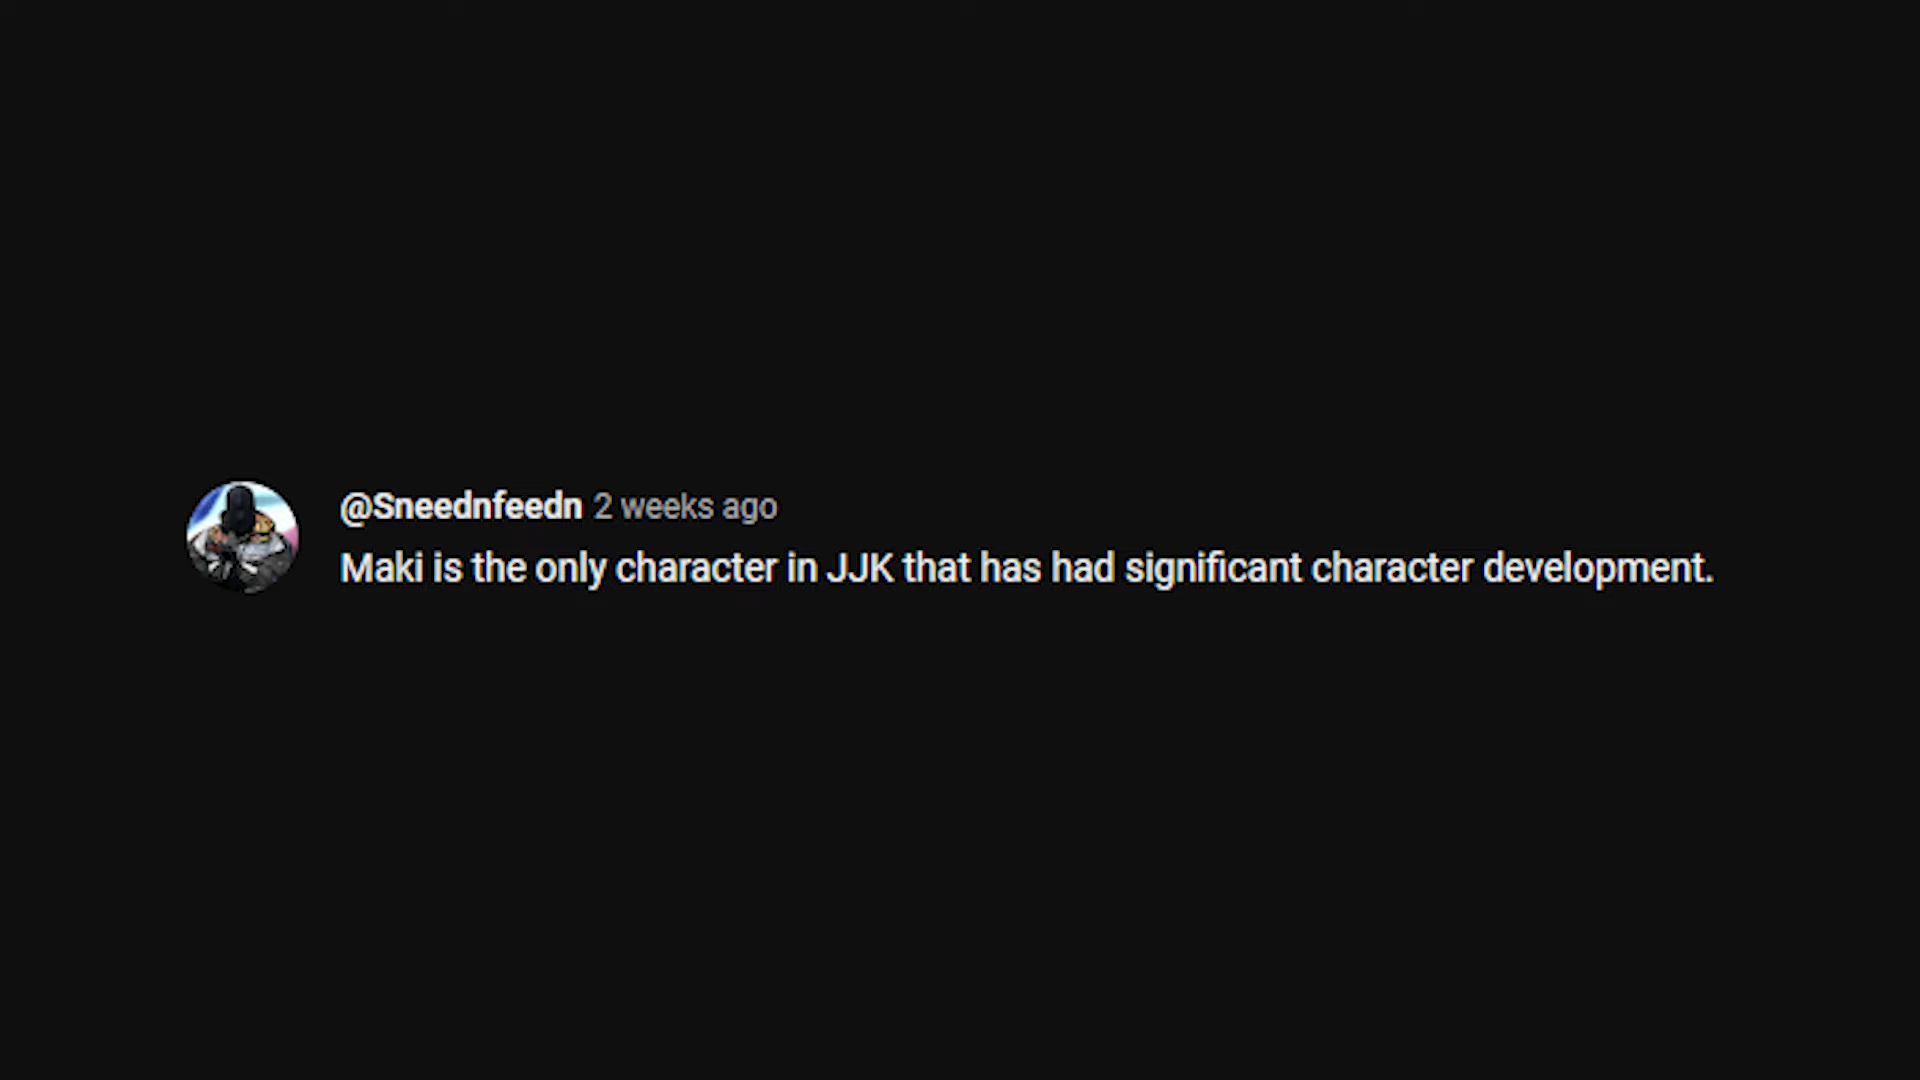 @Sneednfeedn 2 weeks ago
Maki is the only character in JJK that has had significant character development.